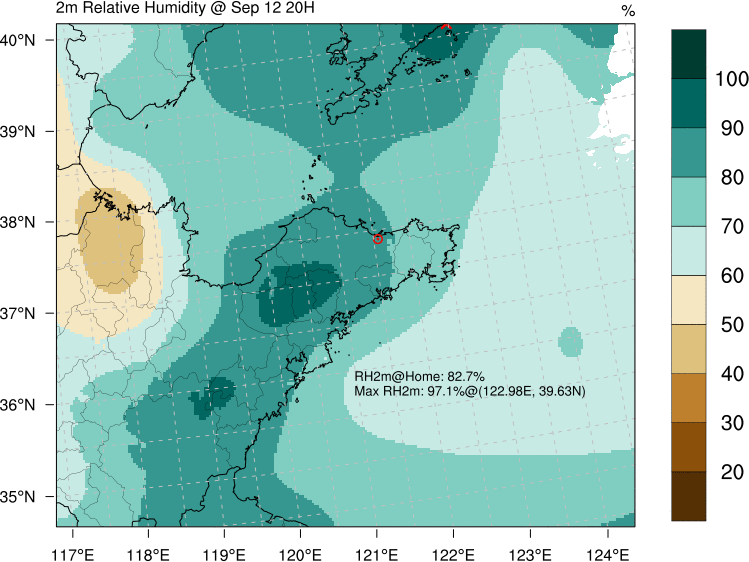 2m Relative Humidity @ Sep 12 20H
%
40°N
39°N
38°N
37°N
36°N
35°N
117°E 118°E 119°E 120°E 121°E 122°E 123°E 124°E
RH2m@Home: 82.7%
Max RH2m: 97.1%@(122.98E, 39.63N)
100
90
80
70
60
50
40
30
20